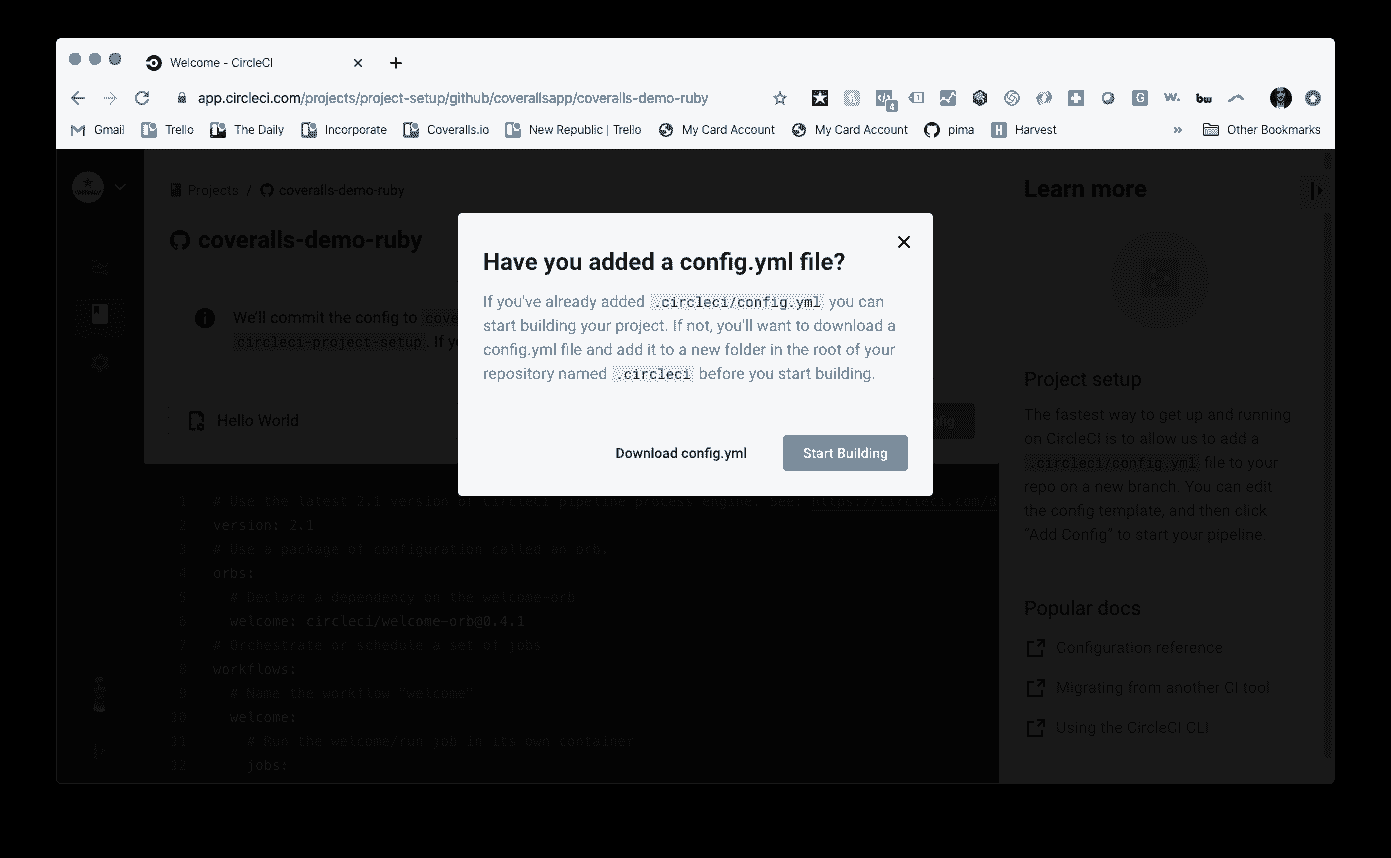 Welcome - CircleCI
app.circleci.com/projects/project-setup/github/coverallsapp/coveralls-demo-ruby
4
G
w.
bw
Gmail Trello The Daily Incorporate Coveralls.io New Republic | Trello My Card Account My Card Account pima H Harvest » Other Bookmarks
Projects / coveralls-demo-ruby
coveralls-demo-ruby
We'll commit the config to cove
circleci-project-setup. If y
Hello World
Have you added a config.yml file?
If you've already added .circleci/config.yml you can
start building your project. If not, you'll want to download a
config.yml file and add it to a new folder in the root of your
repository named .circleci before you start building.
Download config.yml Start Building
1 # Use the latest 2.1 version of CircleCI pipeline process engine. See: https://circleci.com/d
2 version: 2.1
3 # Use a package of configuration called an orb.
4 orbs:
5 # Declare a dependency on the welcome-orb
6 welcome: circleci/welcome-orb@0.4.1
7 # Orchestrate or schedule a set of jobs
8 workflows:
9 # Name the workflow "welcome"
10 welcome:
11 # Run the welcome/run job in its own container
12 jobs:
Learn more
Project setup
The fastest way to get up and running
on CircleCI is to allow us to add a
.circleci/config.yml file to your
repo on a new branch. You can edit
the config template, and then click
"Add Config" to start your pipeline.
Popular docs
Configuration reference
Migrating from another CI tool
Using the CircleCI CLI